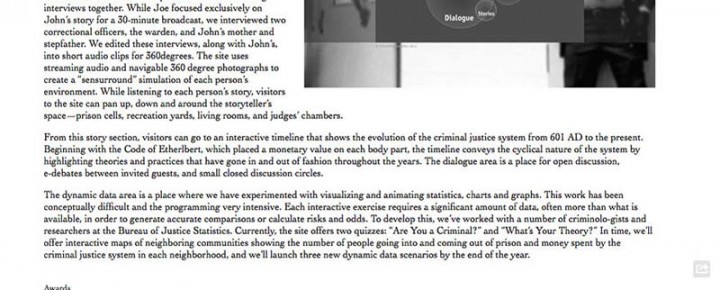 interviews together. While Joe focused exclusively on
John's story for a 30-minute broadcast, we interviewed two
correctional officers, the warden, and John's mother and
stepfather. We edited these interviews, along with John's,
into short audio clips for 360degrees. The site uses
streaming audio and navigable 360 degree photographs to
create a "sensurround" simulation of each person's
environment. While listening to each person's story, visitors
to the site can pan up, down and around the storyteller's
space—prison cells, recreation yards, living rooms, and judges' chambers.
Dialogue
Stories
From this story section, visitors can go to an interactive timeline that shows the evolution of the criminal justice system from 601 AD to the present.
Beginning with the Code of Etherlbert, which placed a monetary value on each body part, the timeline conveys the cyclical nature of the system by
highlighting theories and practices that have gone in and out of fashion throughout the years. The dialogue area is a place for open discussion,
e-debates between invited guests, and small closed discussion circles.
The dynamic data area is a place where we have experimented with visualizing and animating statistics, charts and graphs. This work has been
conceptually difficult and the programming very intensive. Each interactive exercise requires a significant amount of data, often more than what is
available, in order to generate accurate comparisons or calculate risks and odds. To develop this, we've worked with a number of criminolo-gists and
researchers at the Bureau of Justice Statistics. Currently, the site offers two quizzes: "Are You a Criminal?" and "What's Your Theory?" In time, we'll
offer interactive maps of neighboring communities showing the number of people going into and coming out of prison and money spent by the
criminal justice system in each neighborhood, and we'll launch three new dynamic data scenarios by the end of the year.
Awards